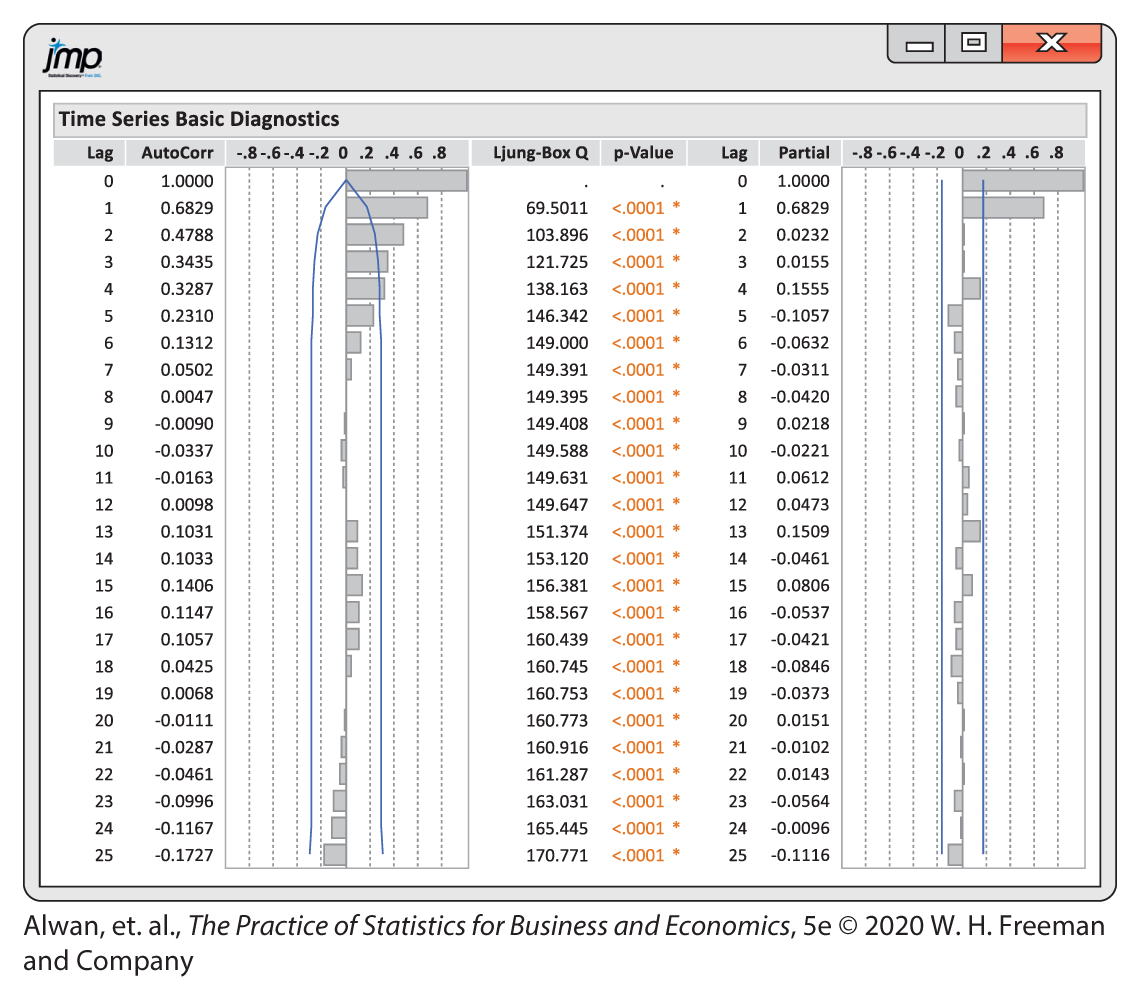 jmp
Statistical Discovery™ From SAS.
X
Time Series Basic Diagnostics
Lag AutoCorr -.8 -.6 -.4 -.2 0 .2 .4 .6 .8 Ljung-Box Q p-Value Lag Partial -.8 -.6 -.4 -.2 0 .2 .4 .6 .8
0 1.0000 . . 0 1.0000
1 0.6829 69.5011 <.0001 * 1 0.6829
2 0.4788 103.896 <.0001 * 2 0.0232
3 0.3435 121.725 <.0001 * 3 0.0155
4 0.3287 138.163 <.0001 * 4 0.1555
5 0.2310 146.342 <.0001 * 5 -0.1057
6 0.1312 149.000 <.0001 * 6 -0.0632
7 0.0502 149.391 <.0001 * 7 -0.0311
8 0.0047 149.395 <.0001 * 8 -0.0420
9 -0.0090 149.408 <.0001 * 9 0.0218
10 -0.0337 149.588 <.0001 * 10 -0.0221
11 -0.0163 149.631 <.0001 * 11 0.0612
12 0.0098 149.647 <.0001 * 12 0.0473
13 0.1031 151.374 <.0001 * 13 0.1509
14 0.1033 153.120 <.0001 * 14 -0.0461
15 0.1406 156.381 <.0001 * 15 0.0806
16 0.1147 158.567 <.0001 * 16 -0.0537
17 0.1057 160.439 <.0001 * 17 -0.0421
18 0.0425 160.745 <.0001 * 18 -0.0846
19 0.0068 160.753 <.0001 * 19 -0.0373
20 -0.0111 160.773 <.0001 * 20 0.0151
21 -0.0287 160.916 <.0001 * 21 -0.0102
22 -0.0461 161.287 <.0001 * 22 0.0143
23 -0.0996 163.031 <.0001 * 23 -0.0564
24 -0.1167 165.445 <.0001 * 24 -0.0096
25 -0.1727 170.771 <.0001 * 25 -0.1116
Alwan, et. al., The Practice of Statistics for Business and Economics, 5e © 2020 W. H. Freeman
and Company